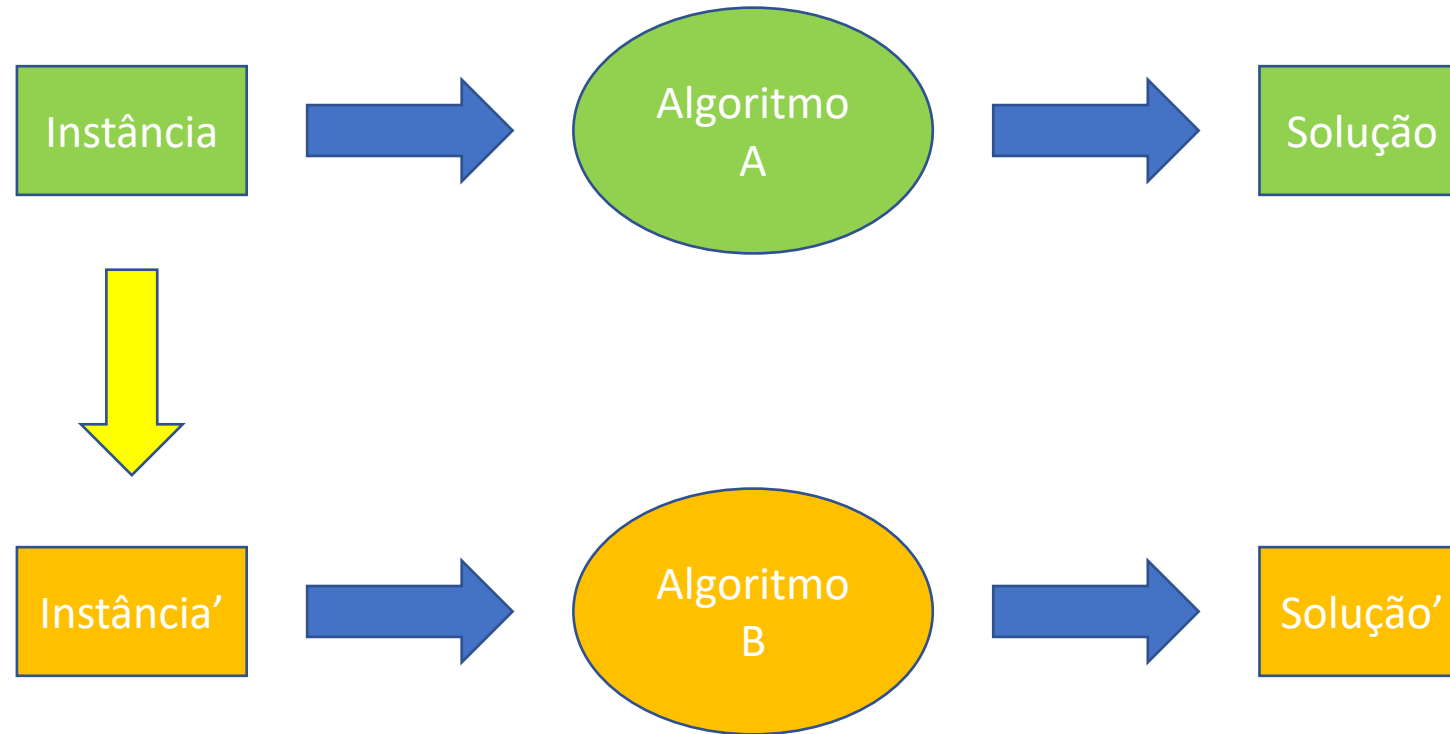 Instância
Algoritmo
A
Solução
Instância’
Algoritmo
B
Solução’